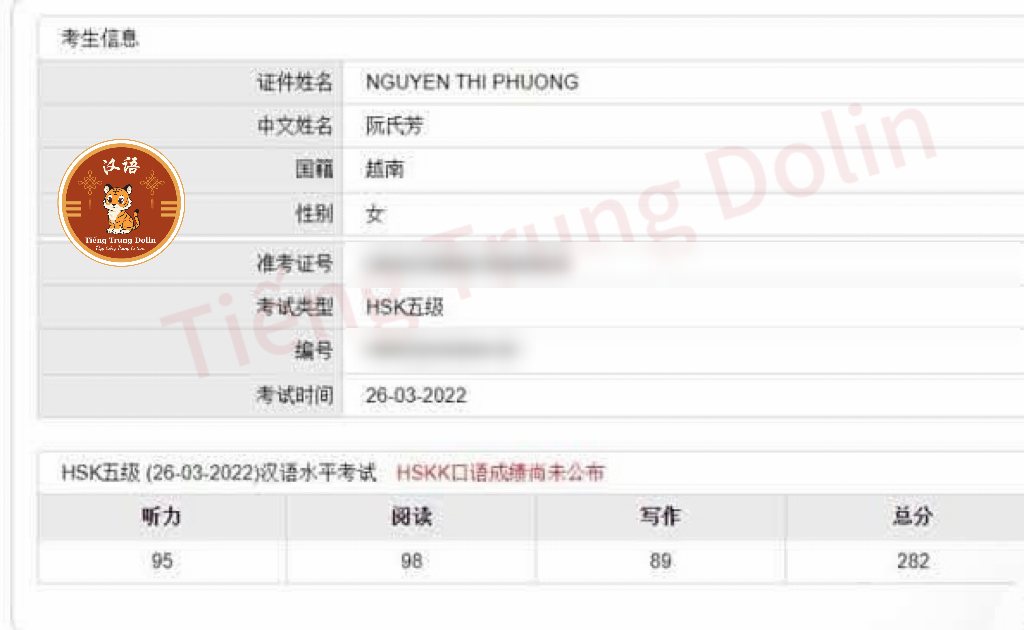 考生信息
证件姓名 NGUYEN THI PHUONG
中文姓名 阮氏芳
国籍 越南
性别 女
准考证号
考试类型 HSK五级
编号
考试时间 26-03-2022
汉语
Tiếng Trung Dolin
Tiếng Trung Dolin
HSK五级 (26-03-2022)汉语水平考试 HSKK口语成绩尚未公布
听力 阅读 写作 总分
95 98 89 282